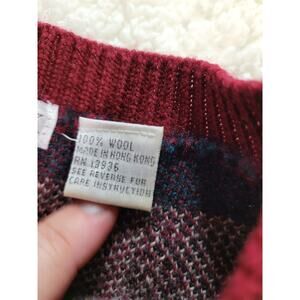 100% WOOL
MADE IN HONG KONG
RN 13936
SEE REVERSE FOR
CARE INSTRUCTION